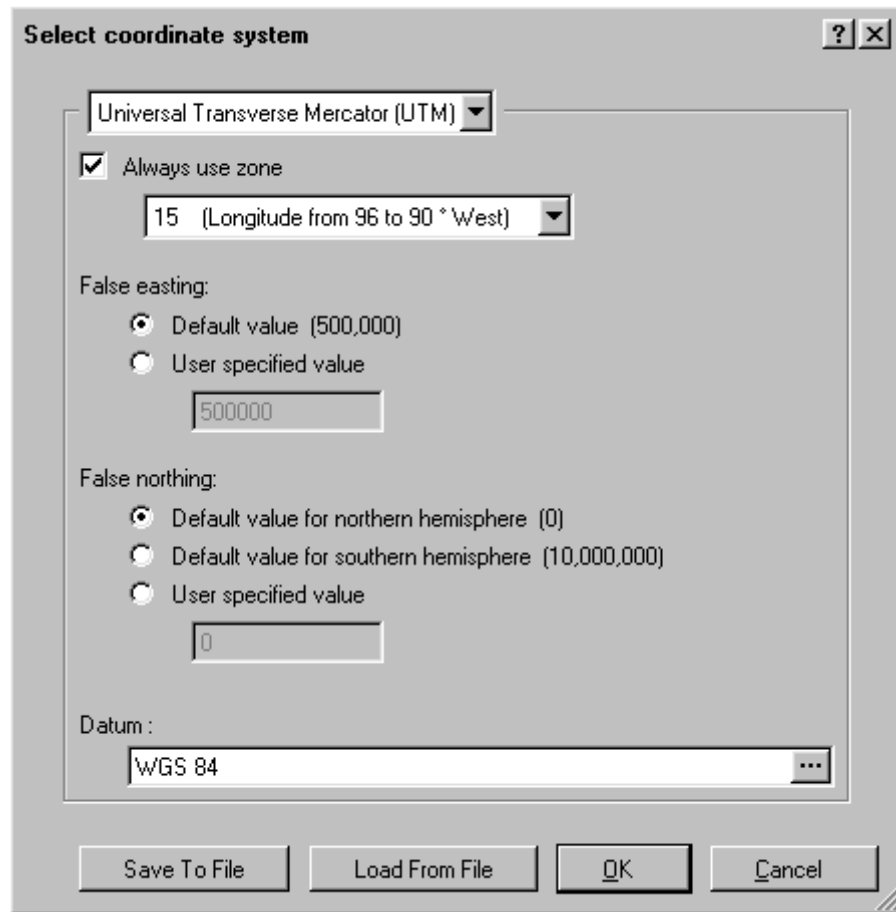 Select coordinate system
Universal Transverse Mercator (UTM)
Always use zone
15 (Longitude from 96 to 90 ° West)
False easting:
Default value (500,000)
User specified value
500000
False northing:
Default value for northern hemisphere (0)
Default value for southern hemisphere (10,000,000)
User specified value
0
Datum :
WGS 84 ...
Save To File Load From File OK Cancel